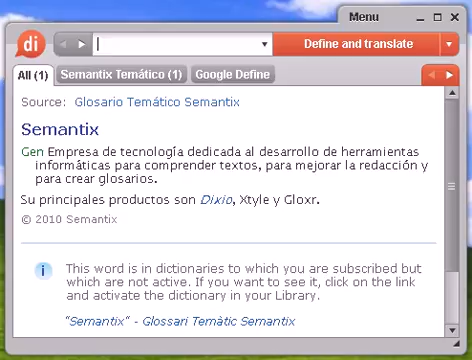 Menu
di
Define and translate
All (1)
Semantix Temático (1)
Google Define
Source: Glosario Temático Semantix
Semantix
Gen Empresa de tecnología dedicada al desarrollo de herramientas
informáticas para comprender textos, para mejorar la redacción y
para crear glosarios.
Su principales productos son Dixio, Xtyle y Gloxr.
© 2010 Semantix
i
This word is in dictionaries to which you are subscribed but
which are not active. If you want to see it, click on the link
and activate the dictionary in your Library.
"Semantix" - Glossari Temàtic Semantix